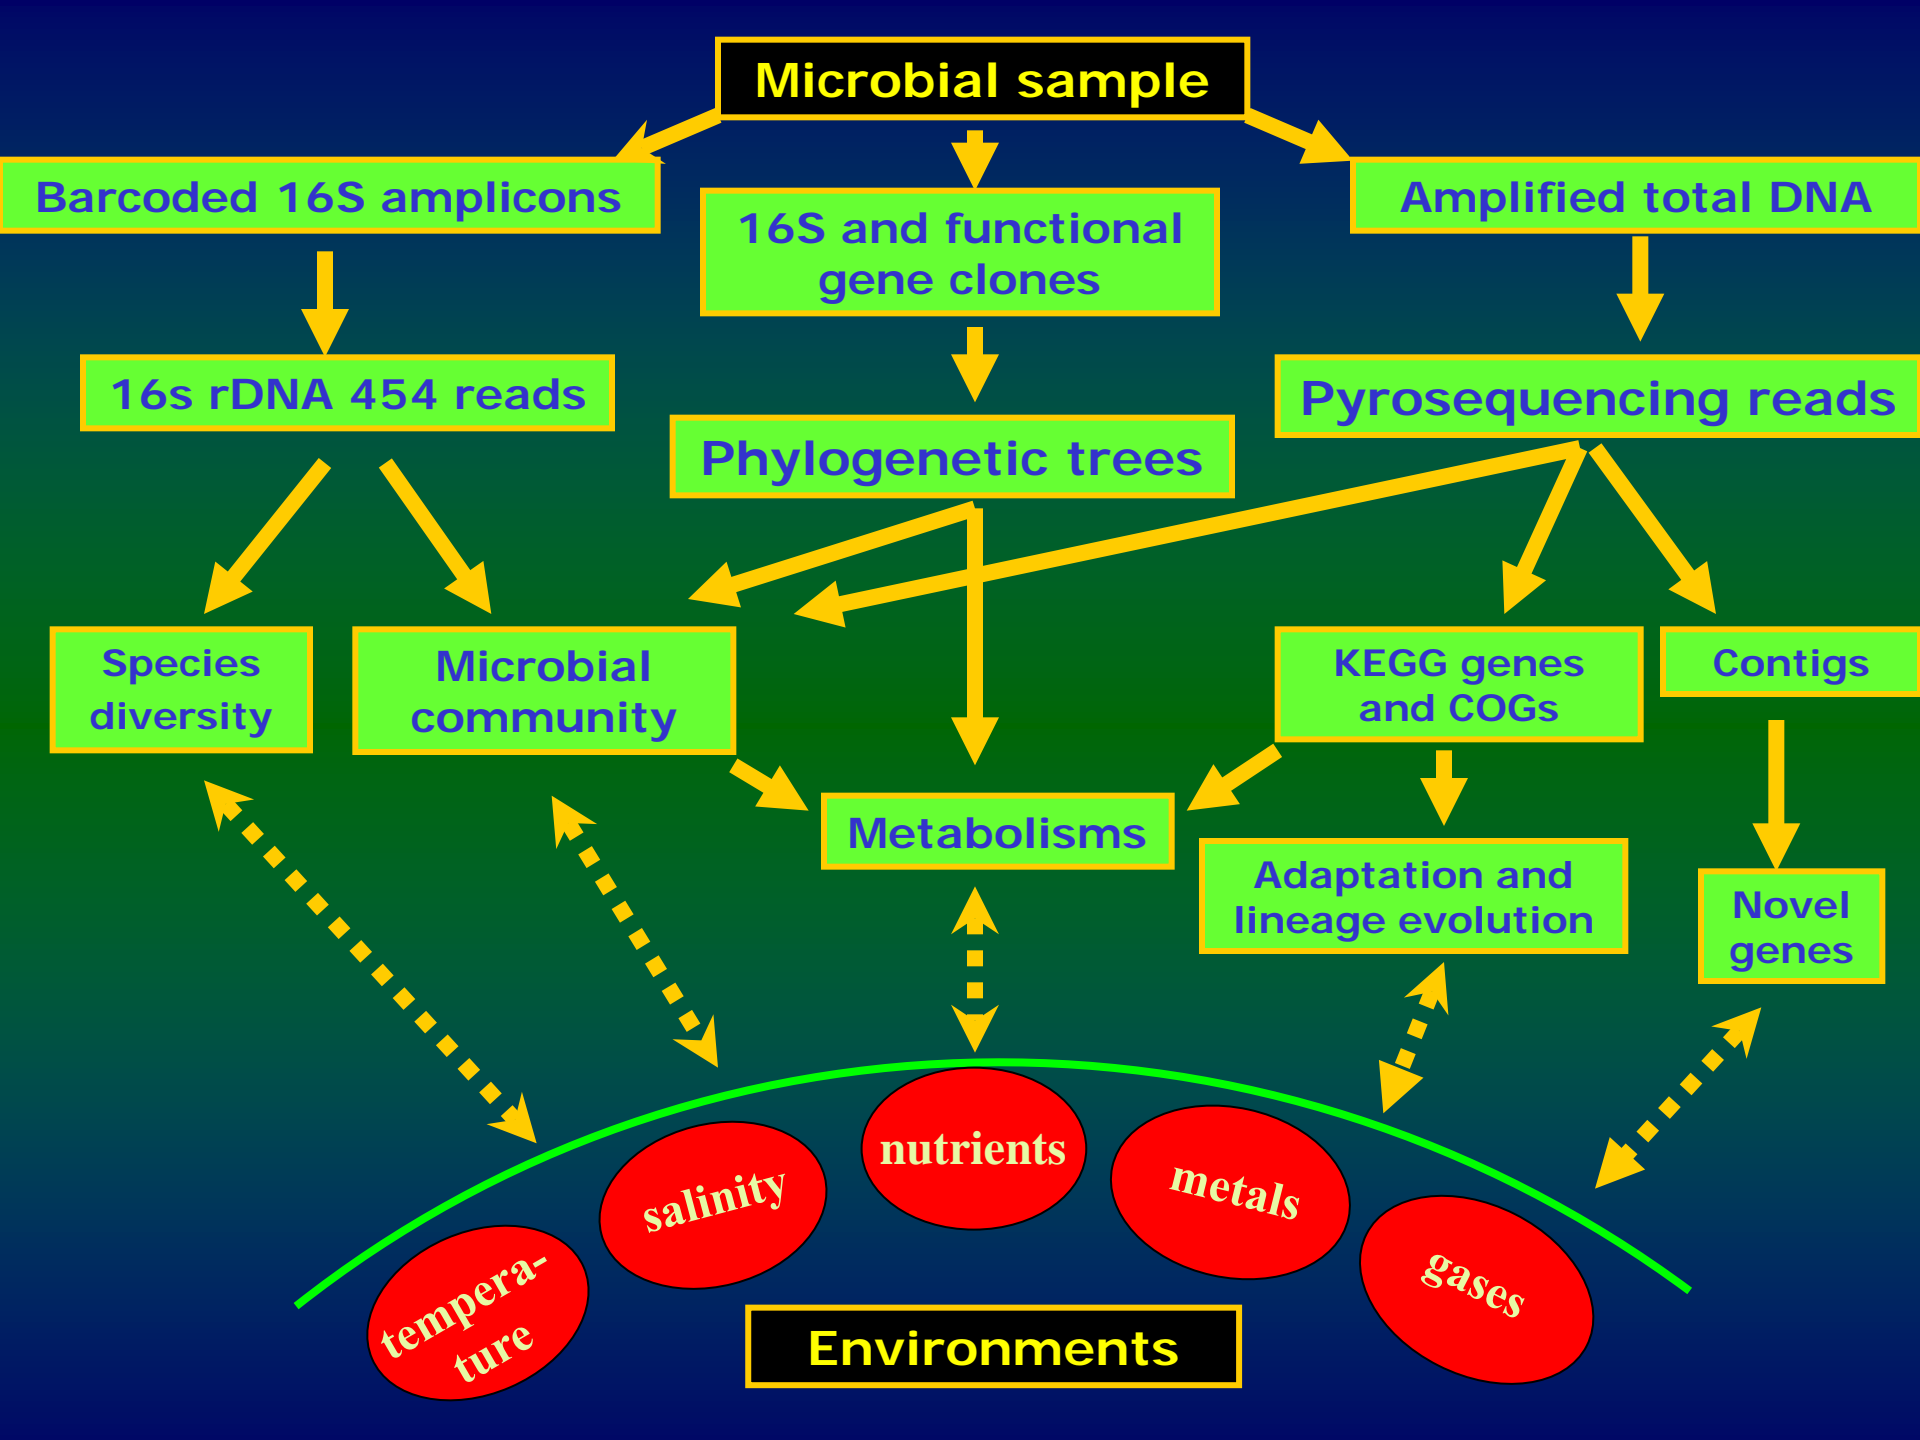 Microbial sample
Barcoded 16S amplicons
16S and functional
gene clones
Amplified total DNA
16s rDNA 454 reads
Phylogenetic trees
Pyrosequencing reads
Species
diversity
Microbial
community
KEGG genes
and COGs
Contigs
Metabolisms
Adaptation and
lineage evolution
Novel
genes
tempera-
ture
salinity
nutrients
metals
gases
Environments